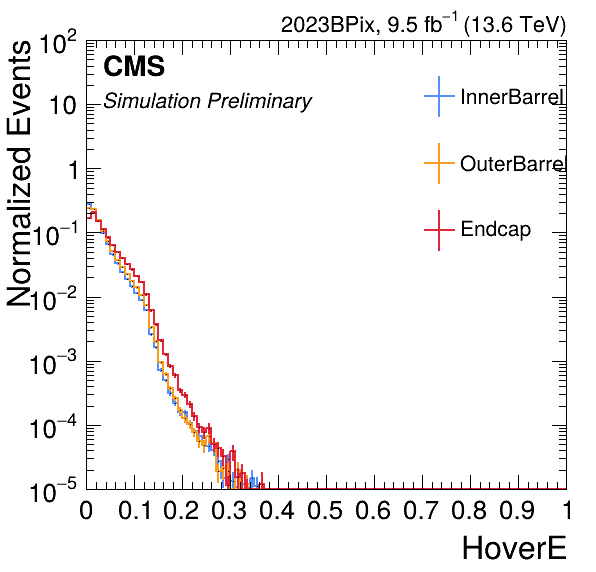 2023BPix, 9.5 fb⁻¹ (13.6 TeV)
CMS
Simulation Preliminary
InnerBarrel
OuterBarrel
Endcap
Normalized Events
10²
10
1
10⁻¹
10⁻²
10⁻³
10⁻⁴
10⁻⁵
0 0.1 0.2 0.3 0.4 0.5 0.6 0.7 0.8 0.9 1
HoverE